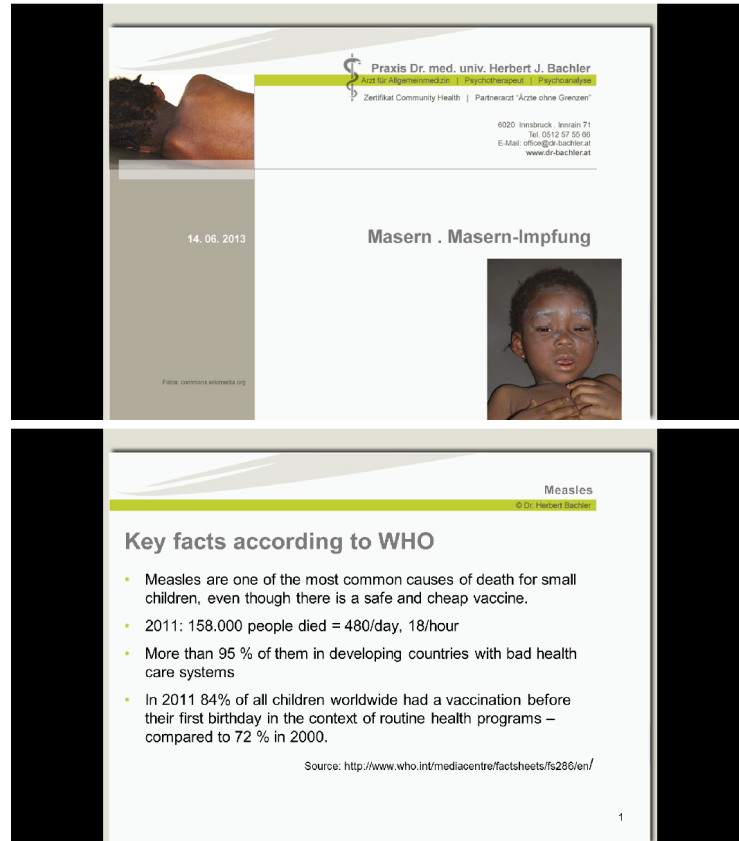 Praxis Dr. med. univ. Herbert J. Bachler
Arzt für Allgemeinmedizin | Psychotherapeut | Psychoanalyse
Zertifikat Community Health | Partnerarzt "Ärzte ohne Grenzen"
6020 Innsbruck . Innrain 71
Tel. 0512 57 55 66
E-Mail: office@dr-bachler.at
www.dr-bachler.at
14. 06. 2013
Masern . Masern-Impfung
Fotos: commons.wikimedia.org
Measles
© Dr. Herbert Bachler
Key facts according to WHO
• Measles are one of the most common causes of death for small
children, even though there is a safe and cheap vaccine.
• 2011: 158.000 people died = 480/day, 18/hour
• More than 95 % of them in developing countries with bad health
care systems
• In 2011 84% of all children worldwide had a vaccination before
their first birthday in the context of routine health programs –
compared to 72 % in 2000.
Source: http://www.who.int/mediacentre/factsheets/fs286/en/
1